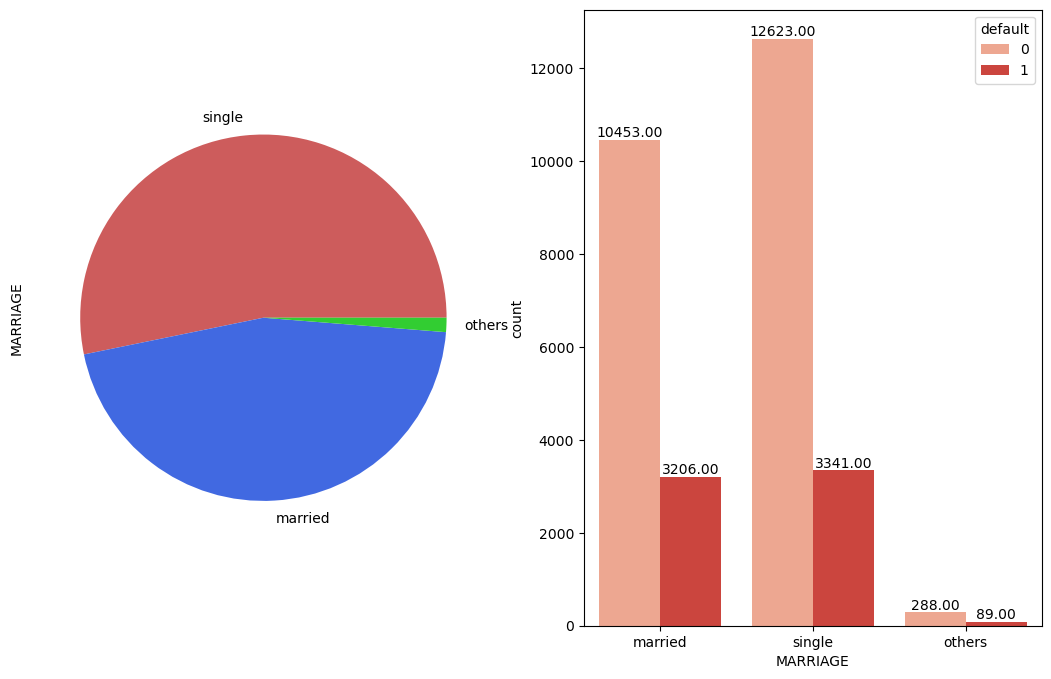 single
others
married
MARRIAGE
default
0
1
12623.00
10453.00
3341.00
3206.00
288.00
89.00
12000
10000
8000
6000
4000
2000
0
count
married single others
MARRIAGE